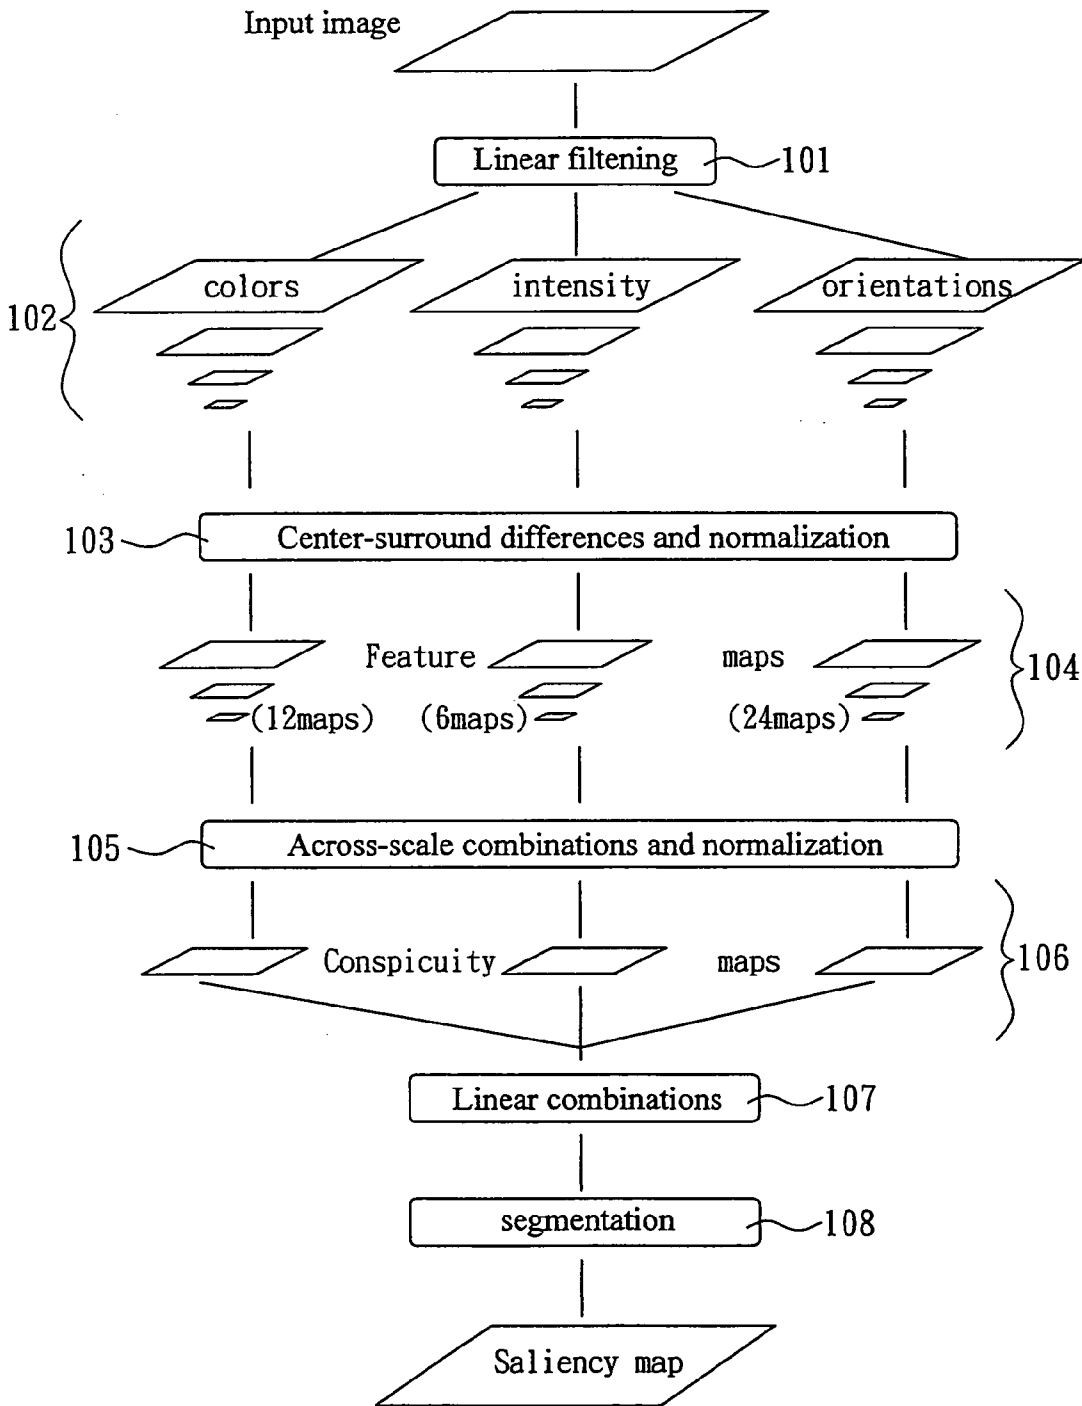 Input image
Linear filtening
101
colors
intensity
orientations
102
103
Center-surround differences and normalization
Feature
maps
104
(12maps)
(6maps)
(24maps)
105
Across-scale combinations and normalization
Conspicuity
maps
106
Linear combinations
107
segmentation
108
Saliency map